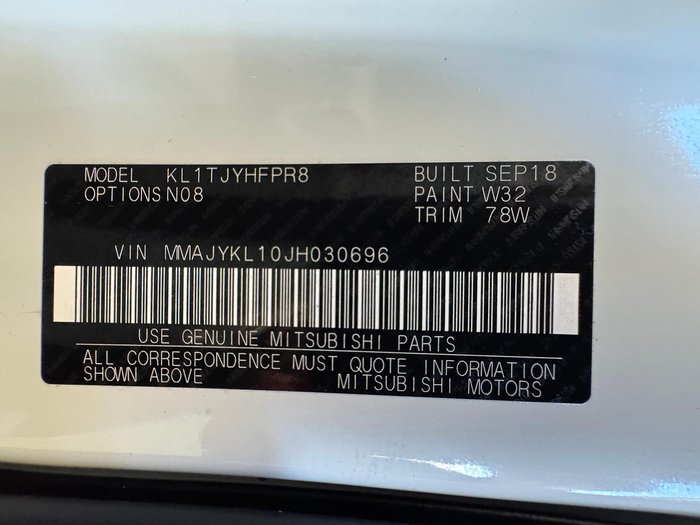 MODEL KL1TJYHFPR8 BUILT SEP18
OPTIONS N08 PAINT W32
TRIM 78W
VIN MMAJYKL10JH030696
USE GENUINE MITSUBISHI PARTS
ALL CORRESPONDENCE MUST QUOTE INFORMATION
SHOWN ABOVE MITSUBISHI MOTORS